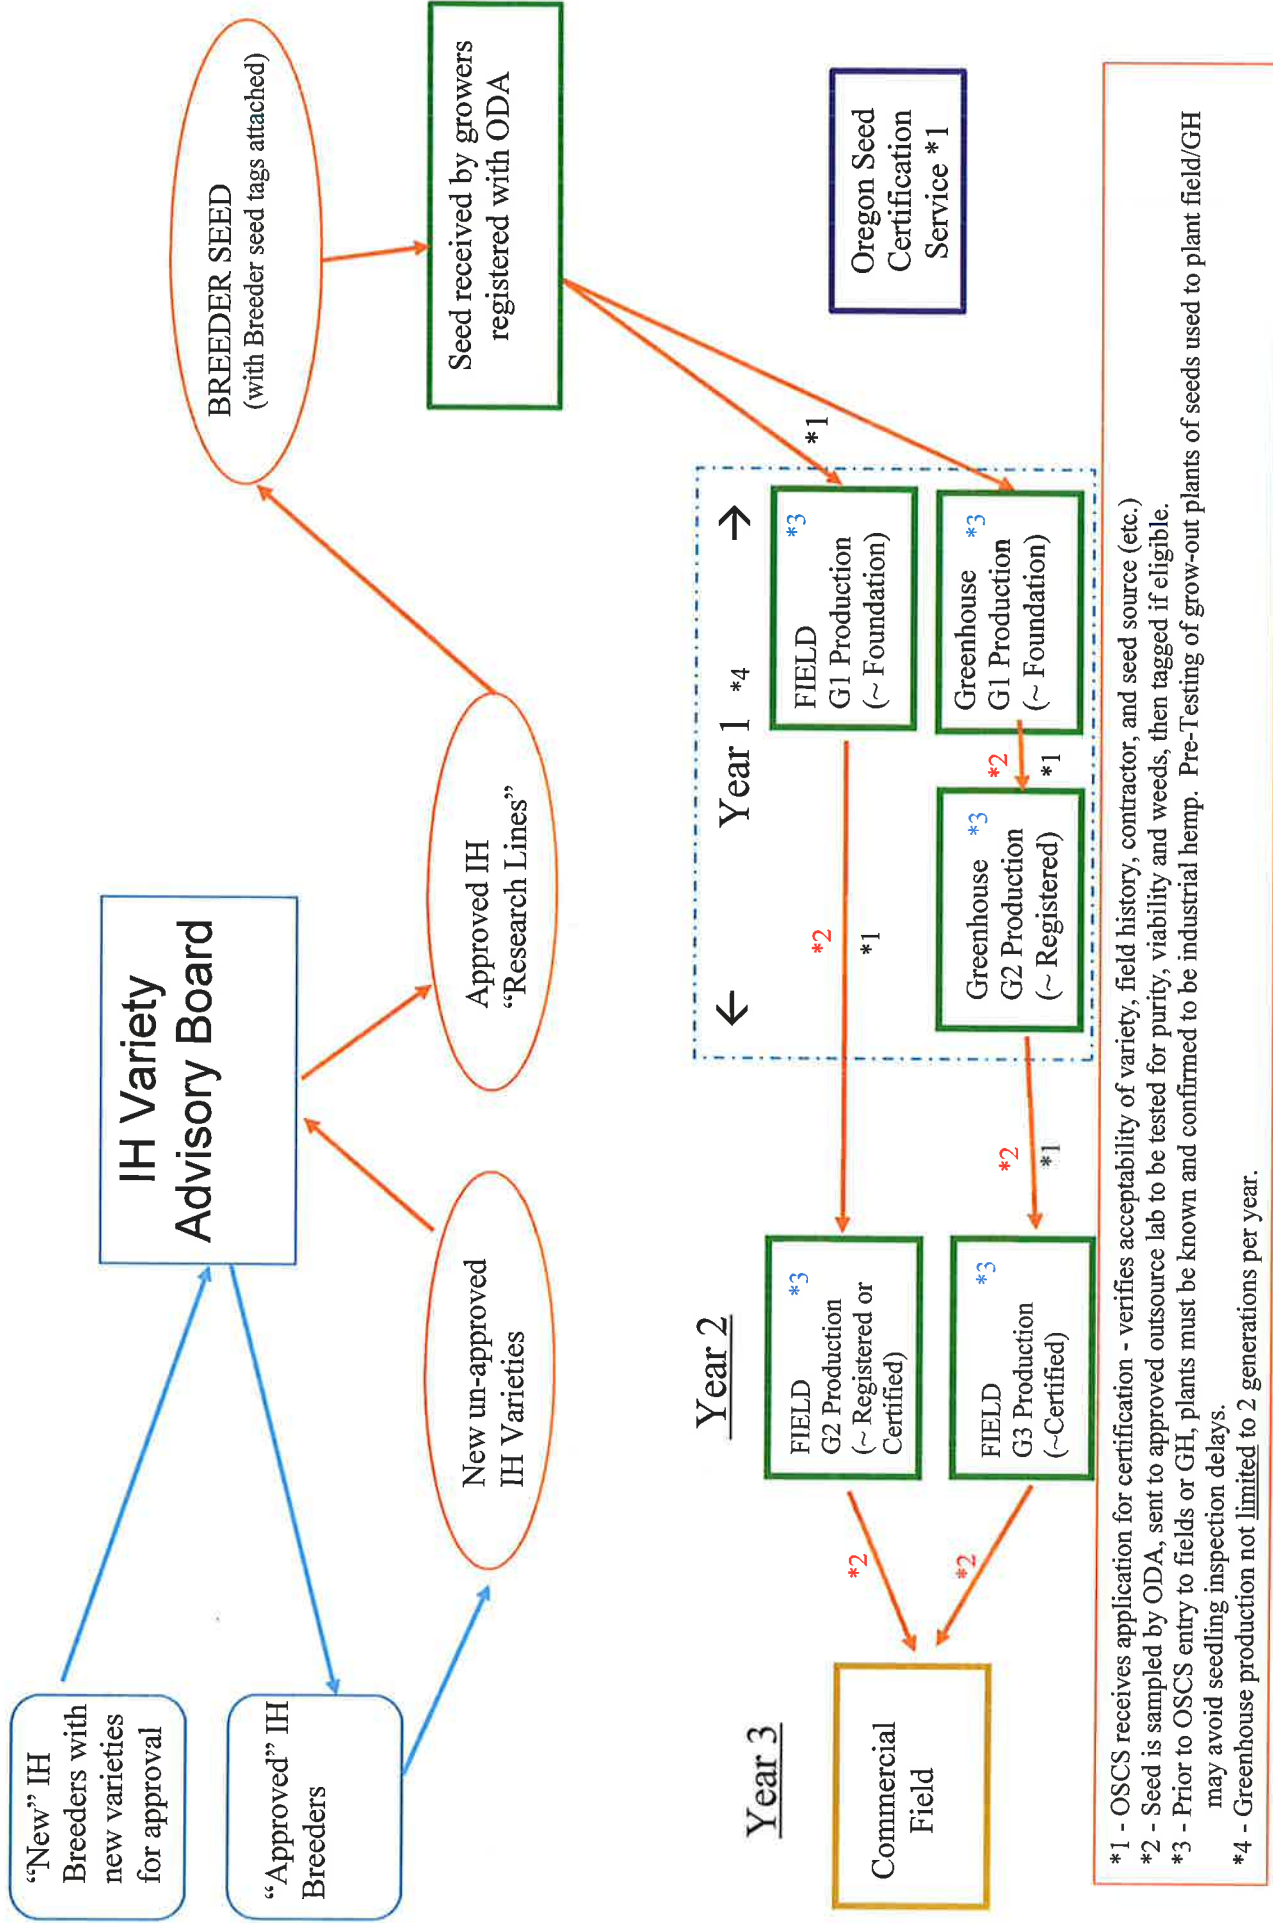 “New” IH
Breeders with
new varieties
for approval
IH Variety
Advisory Board
BREEDER SEED
(with Breeder seed tags attached)
“Approved” IH
Breeders
New un-approved
IH Varieties
Approved IH
“Research Lines”
Seed received by growers
registered with ODA
Year 3
Year 2
←
Year 1 *4
→
*1
Commercial
Field
*2
*2
FIELD *3
G2 Production
(~ Registered or
Certified)
*2
*1
FIELD *3
G1 Production
(~ Foundation)
FIELD *3
G3 Production
(~Certified)
*2
*1
Greenhouse *3
G2 Production
(~ Registered)
*2
*1
Greenhouse *3
G1 Production
(~ Foundation)
Oregon Seed
Certification
Service *1
*1 - OSCS receives application for certification - verifies acceptability of variety, field history, contractor, and seed source (etc.)
*2 - Seed is sampled by ODA, sent to approved outsource lab to be tested for purity, viability and weeds, then tagged if eligible.
*3 - Prior to OSCS entry to fields or GH, plants must be known and confirmed to be industrial hemp. Pre-Testing of grow-out plants of seeds used to plant field/GH
may avoid seedling inspection delays.
*4 - Greenhouse production not limited to 2 generations per year.